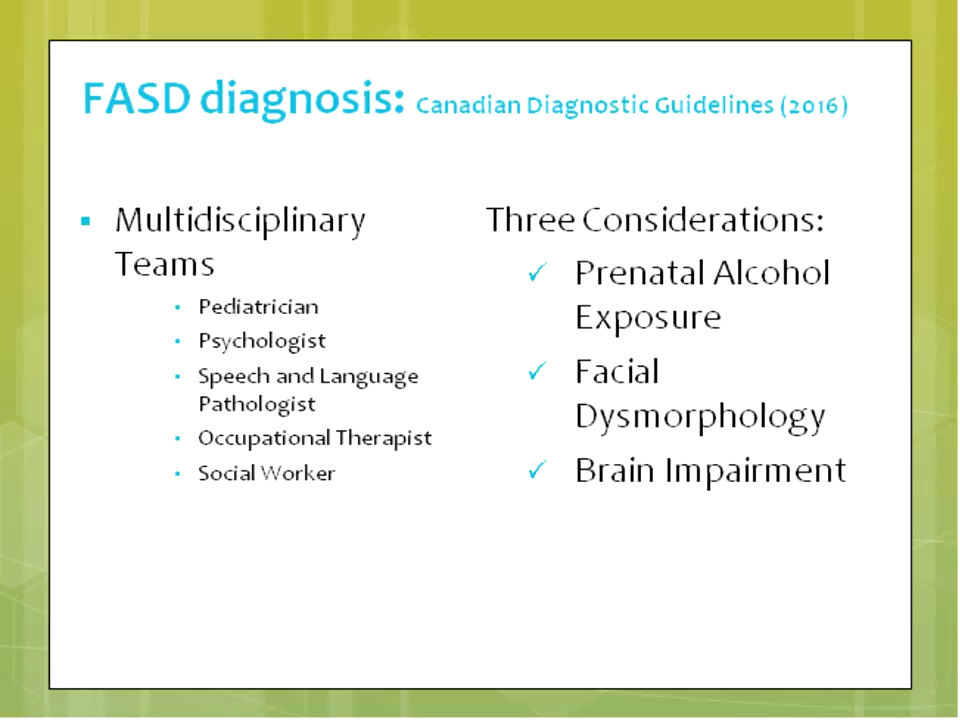 FASD diagnosis: Canadian Diagnostic Guidelines (2016)
▪ Multidisciplinary
Teams
• Pediatrician
• Psychologist
• Speech and Language
Pathologist
• Occupational Therapist
• Social Worker
Three Considerations:
✓ Prenatal Alcohol
Exposure
✓ Facial
Dysmorphology
✓ Brain Impairment